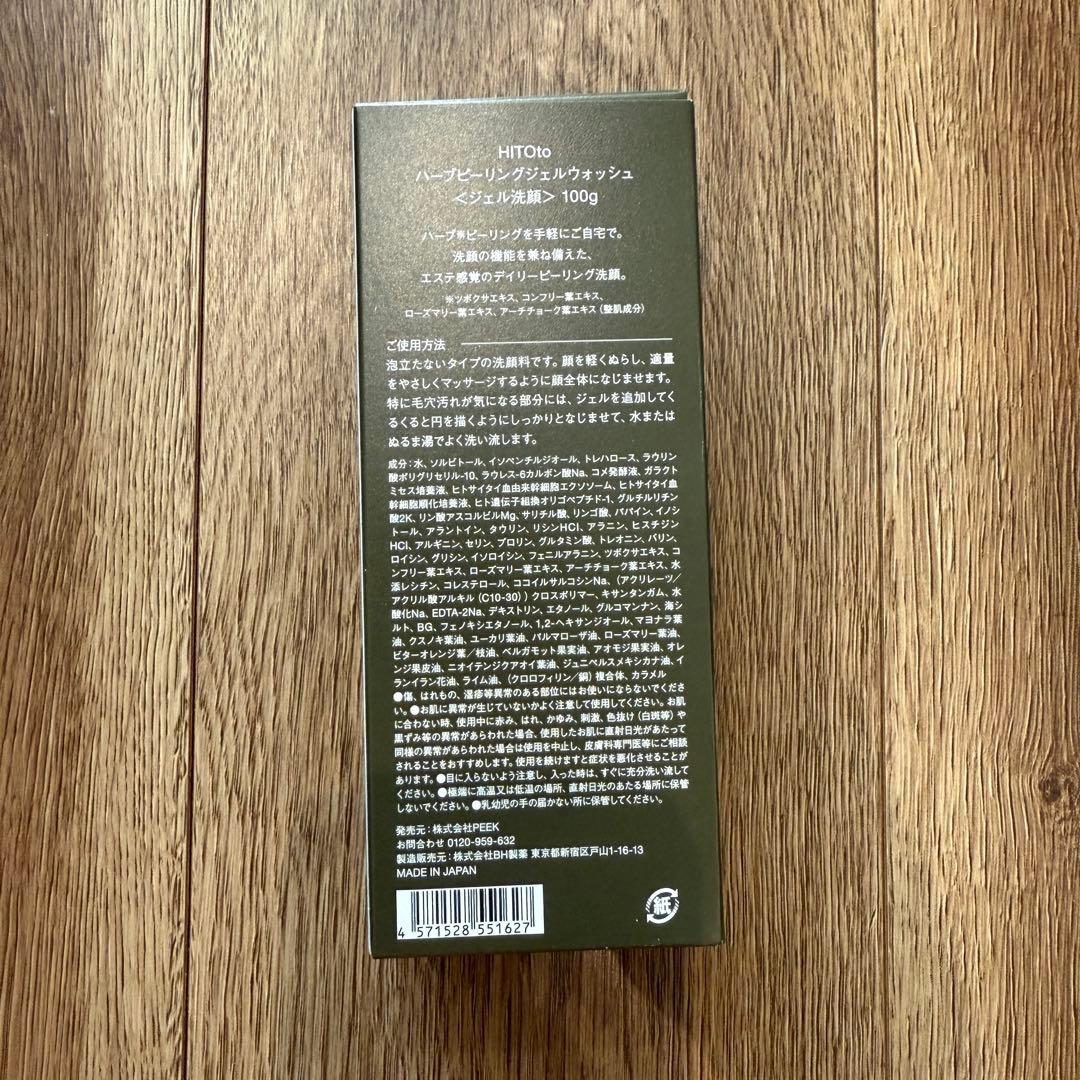 HITOto
ハーブピーリングジェルウォッシュ
＜ジェル洗顔＞ 100g
ハーブ※ピーリングを手軽にご自宅で。
洗顔の機能を兼ね備えた、
エステ感覚のデイリーピーリング洗顔。
※ツボクサエキス、コンフリー葉エキス、
ローズマリー葉エキス、アーチチョーク葉エキス（整肌成分）
ご使用方法
泡立たないタイプの洗顔料です。顔を軽くぬらし、適量
をやさしくマッサージするように顔全体になじませます。
特に毛穴汚れが気になる部分には、ジェルを追加してく
るくると円を描くようにしっかりとなじませて、水または
ぬるま湯でよく洗い流します。
成分：水、ソルビトール、イソペンチルジオール、トレハロース、ラウリン
酸ポリグリセリル-10、ラウレス-6カルボン酸Na、コメ発酵液、ガラクト
ミセス培養液、ヒトサイタイ血由来幹細胞エクソソーム、ヒトサイタイ血
幹細胞順化培養液、ヒト遺伝子組換オリゴペプチド-1、グルチルリチン
酸2K、リン酸アスコルビルMg、サリチル酸、リンゴ酸、パパイン、イノシ
トール、アラントイン、タウリン、リシンHCl、アラニン、ヒスチジン
HCl、アルギニン、セリン、プロリン、グルタミン酸、トレオニン、バリン、
ロイシン、グリシン、イソロイシン、フェニルアラニン、ツボクサエキス、コ
ンフリー葉エキス、ローズマリー葉エキス、アーチチョーク葉エキス、水
添レシチン、コレステロール、ココイルサルコシンNa、（アクリレーツ／
アクリル酸アルキル（C10-30））クロスポリマー、キサンタンガム、水
酸化Na、EDTA-2Na、デキストリン、エタノール、グルコマンナン、海
シルト、BG、フェノキシエタノール、1,2-ヘキサンジオール、マヨナラ葉
油、クスノキ葉油、ユーカリ葉油、パルマローザ油、ローズマリー葉油、
ビターオレンジ葉／枝油、ベルガモット果実油、アオモジ果実油、オレ
ンジ果皮油、ニオイテンジクアオイ葉油、ジュニペルスメキシカナ油、イ
ランイラン花油、ライム油、（クロロフィリン／銅）複合体、カラメル
●傷、はれもの、湿疹等異常のある部位にはお使いにならないでくださ
い。●お肌に異常が生じていないかよく注意して使用してください。お肌
に合わない時、使用中に赤み、はれ、かゆみ、刺激、色抜け（白斑等）や
黒ずみ等の異常があらわれた場合、使用したお肌に直射日光があたって
同様の異常があらわれた場合は使用を中止し、皮膚科専門医等にご相談
されることをおすすめします。使用を続けますと症状を悪化させることが
あります。●目に入らないよう注意し、入った時は、すぐに充分洗い流して
ください。●極端に高温又は低温の場所、直射日光のあたる場所に保管
しないでください。●乳幼児の手の届かない所に保管してください。
発売元：株式会社PEEK
お問合わせ 0120-959-632
製造販売元：株式会社BH製薬 東京都新宿区戸山1-16-13
MADE IN JAPAN
4 571528 551627
紙